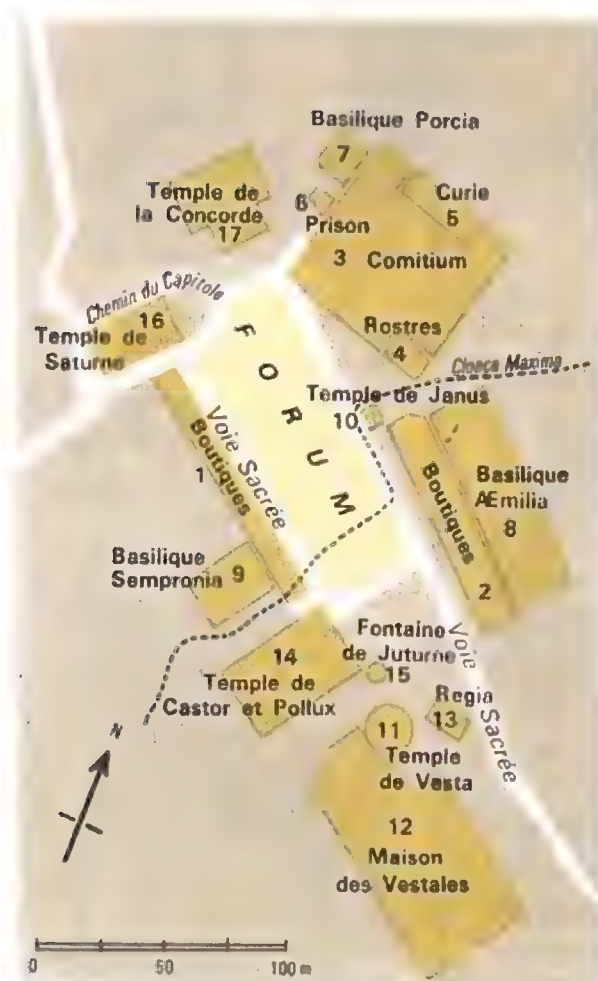 Basilique Porcia
7
Temple de
la Concorde
17
6
Prison
Curie
5
3 Comitium
Chemin du Capitole
16
Temple de
Saturne
Rostres
4
Cloaca Maxima
FORUM
Temple de Janus
10
Voie Sacrée
Boutiques
1
Boutiques
2
Basilique
Æmilia
8
Basilique
Sempronia 9
Fontaine
de Juturne
15
14
Temple de
Castor et Pollux
Voie Sacrée
Regia
13
11
Temple
de Vesta
12
Maison
des Vestales
N
0 50 100 m